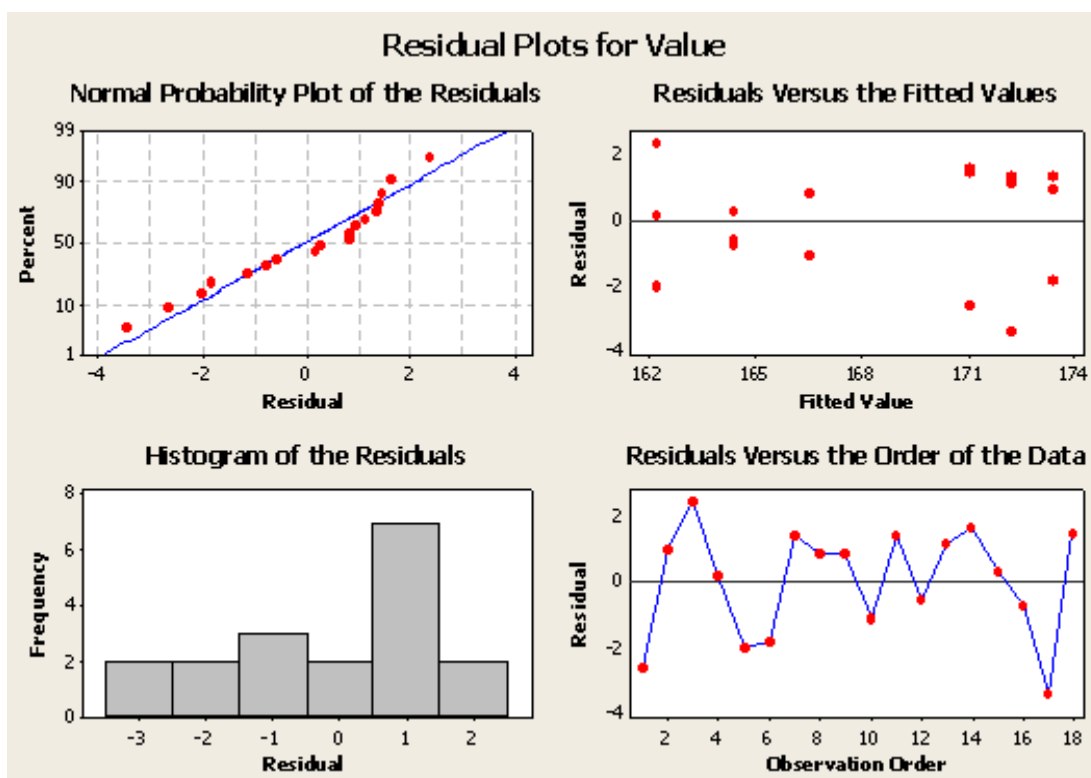 Residual Plots for Value
Normal Probability Plot of the Residuals
99
90
50
10
1
Percent
-4 -2 0 2 4
Residual
Residuals Versus the Fitted Values
2
0
-2
-4
Residual
162 165 168 171 174
Fitted Value
Histogram of the Residuals
8
6
4
2
0
Frequency
-3 -2 -1 0 1 2
Residual
Residuals Versus the Order of the Data
2
0
-2
-4
Residual
2 4 6 8 10 12 14 16 18
Observation Order